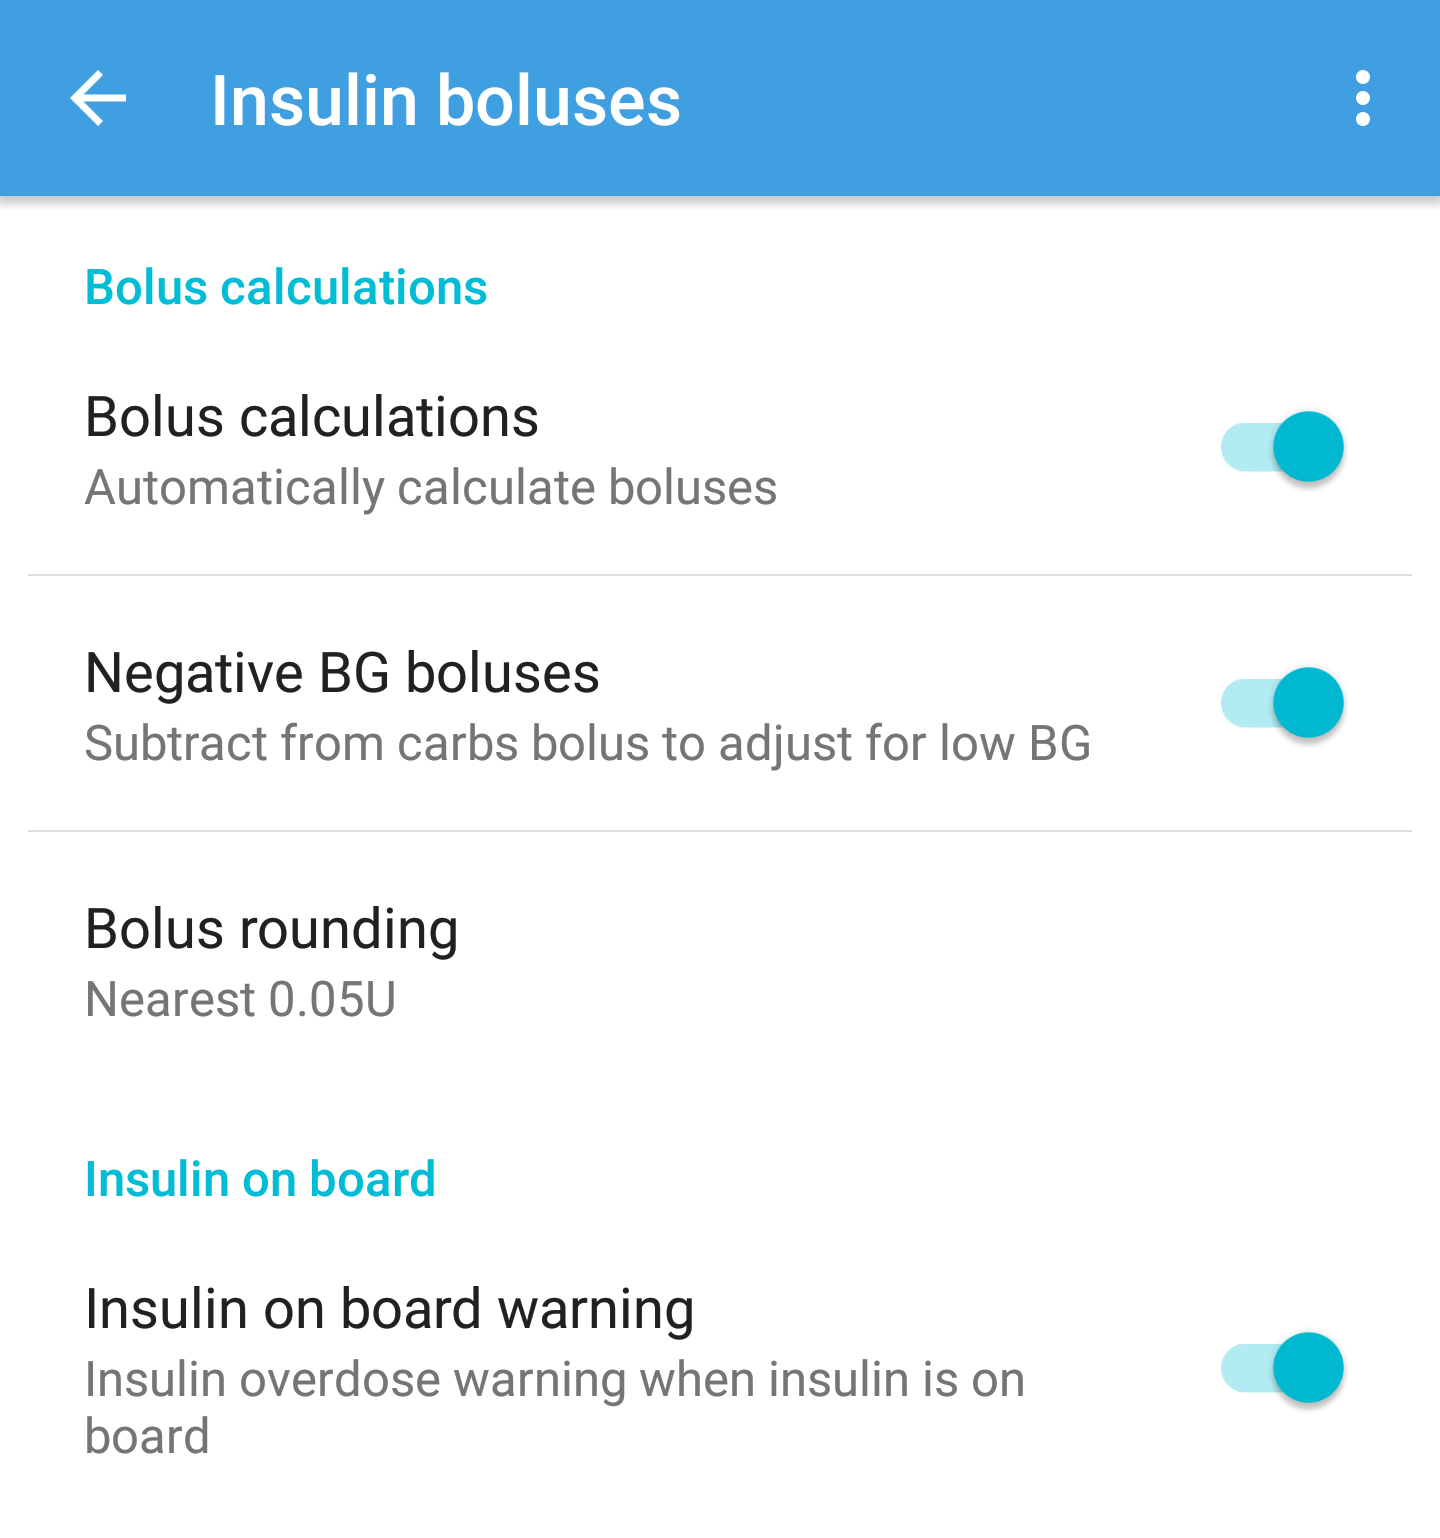 Insulin boluses
Bolus calculations
Bolus calculations
Automatically calculate boluses
Negative BG boluses
Subtract from carbs bolus to adjust for low BG
Bolus rounding
Nearest 0.05U
Insulin on board
Insulin on board warning
Insulin overdose warning when insulin is on
board